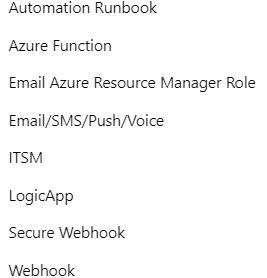 Automation Runbook
Azure Function
Email Azure Resource Manager Role
Email/SMS/Push/Voice
ITSM
LogicApp
Secure Webhook
Webhook